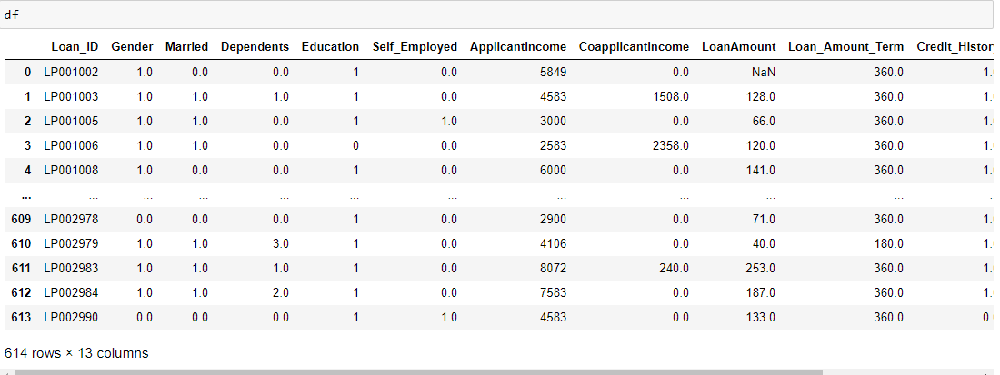 df
Loan_ID Gender Married Dependents Education Self_Employed ApplicantIncome CoapplicantIncome LoanAmount Loan_Amount_Term Credit_Histor
0 LP001002 1.0 0.0 0.0 1 0.0 5849 0.0 NaN 360.0 1.
1 LP001003 1.0 1.0 1.0 1 0.0 4583 1508.0 128.0 360.0 1.
2 LP001005 1.0 1.0 0.0 1 1.0 3000 0.0 66.0 360.0 1.
3 LP001006 1.0 1.0 0.0 0 0.0 2583 2358.0 120.0 360.0 1.
4 LP001008 1.0 0.0 0.0 1 0.0 6000 0.0 141.0 360.0 1.
... ... ... ... ... ... ... ... ... ... ... ..
609 LP002978 0.0 0.0 0.0 1 0.0 2900 0.0 71.0 360.0 1.
610 LP002979 1.0 1.0 3.0 1 0.0 4106 0.0 40.0 180.0 1.
611 LP002983 1.0 1.0 1.0 1 0.0 8072 240.0 253.0 360.0 1.
612 LP002984 1.0 1.0 2.0 1 0.0 7583 0.0 187.0 360.0 1.
613 LP002990 0.0 0.0 0.0 1 1.0 4583 0.0 133.0 360.0 0.
614 rows × 13 columns